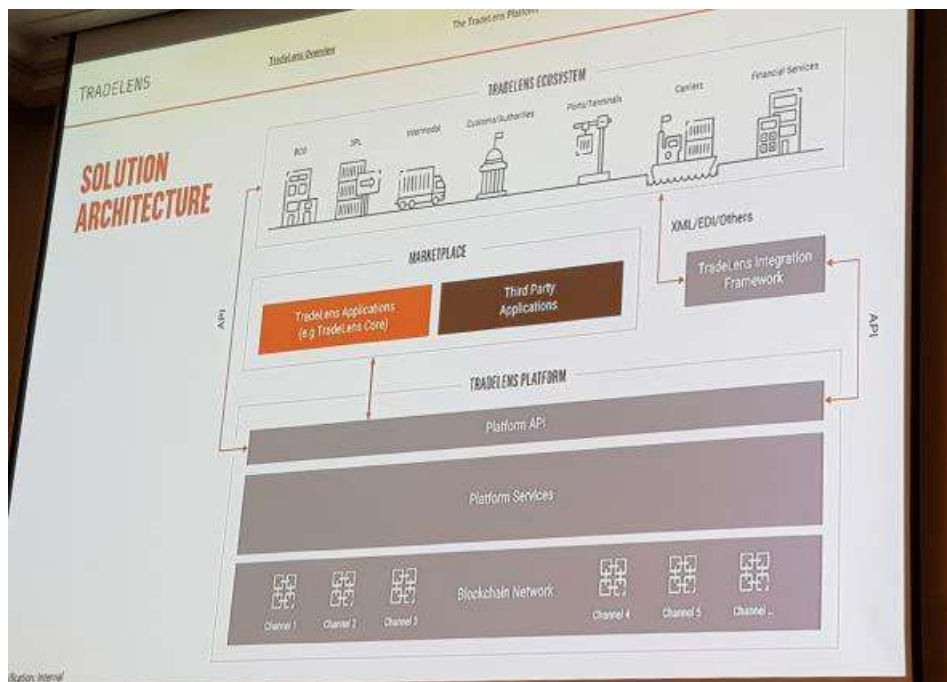 TRADELENS
TradeLens Overview
The TradeLens Platform
SOLUTION
ARCHITECTURE
TRADELENS ECOSYSTEM
BCO
3PL
Intermodal
Customs/Authorities
Ports/Terminals
Carriers
Financial Services
XML/EDI/Others
MARKETPLACE
TradeLens Applications
(e.g TradeLens Core)
Third Party
Applications
TradeLens Integration
Framework
API
API
TRADELENS PLATFORM
Platform API
Platform Services
Blockchain Network
Channel 1
Channel 2
Channel 3
Channel 4
Channel 5
Channel ...
sification: Internal